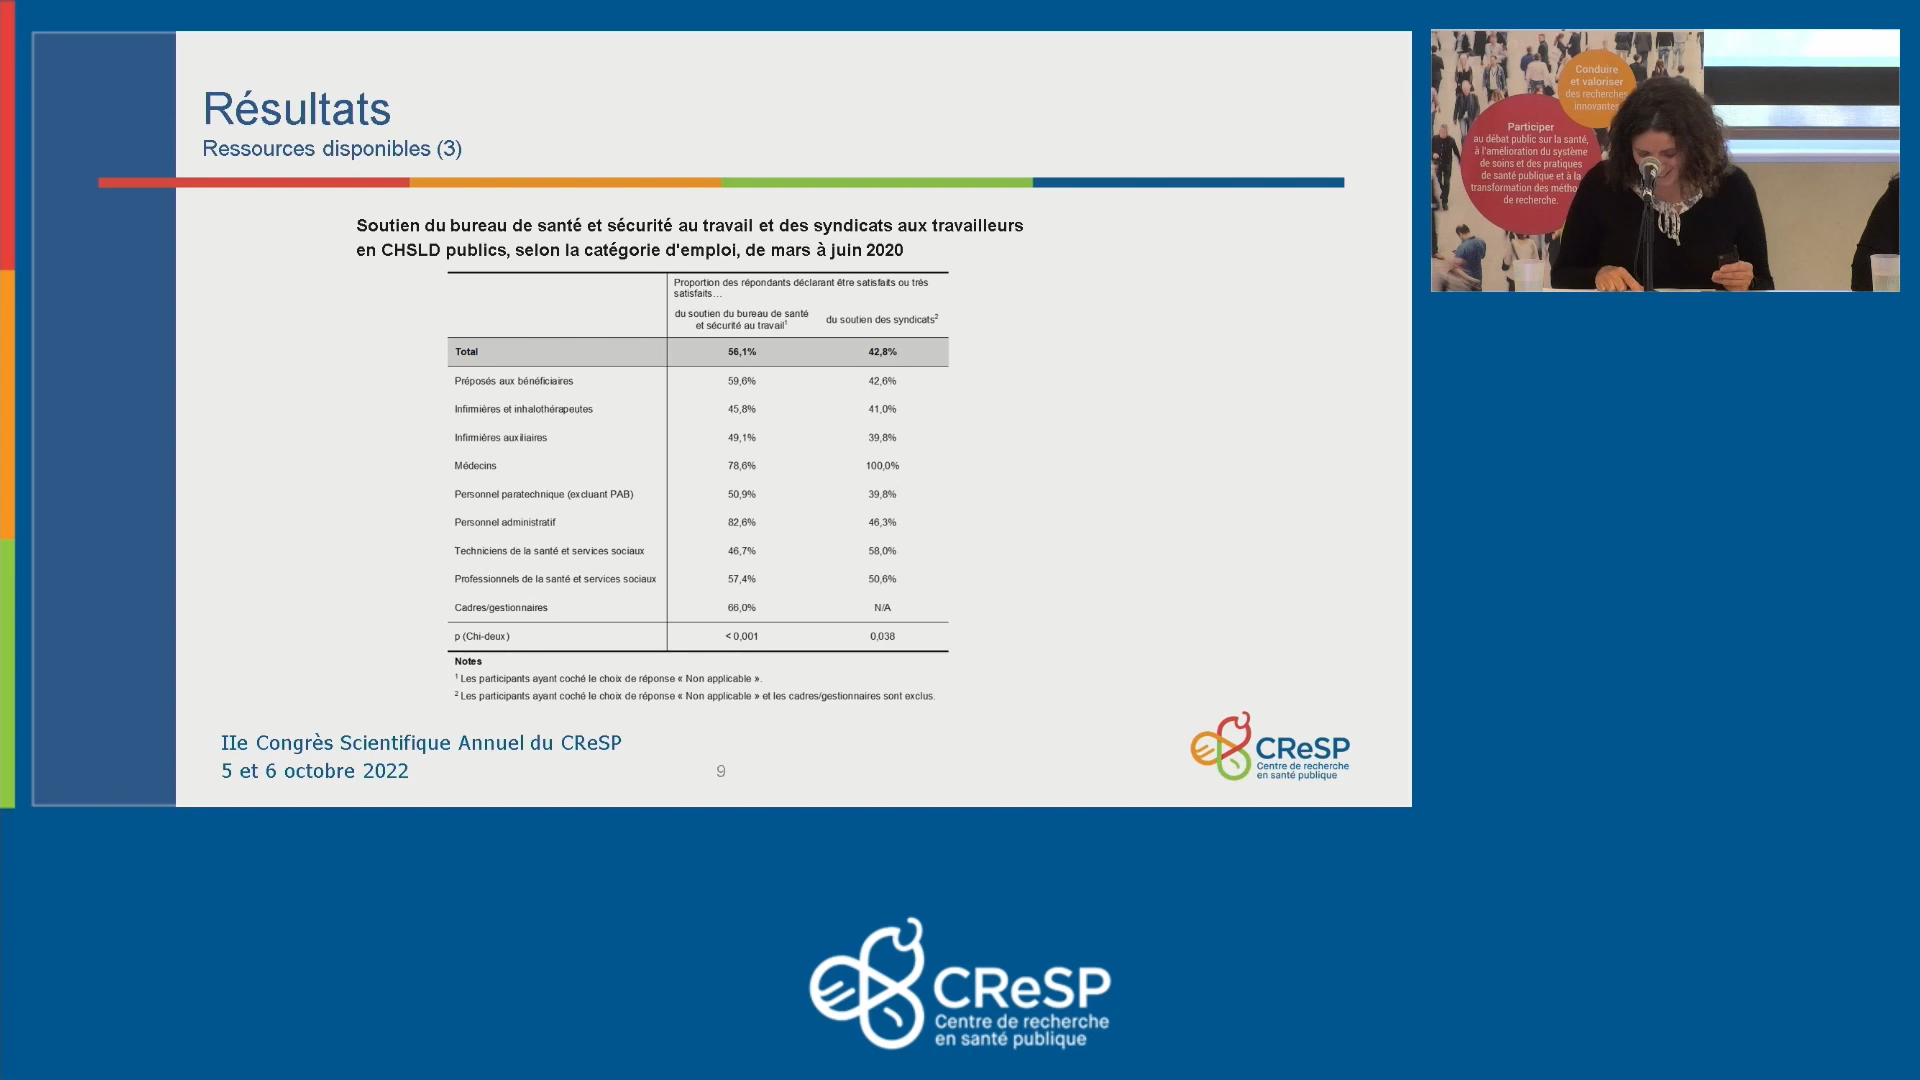 Résultats
Ressources disponibles (3)
Soutien du bureau de santé et sécurité au travail et des syndicats aux travailleurs
en CHSLD publics, selon la catégorie d'emploi, de mars à juin 2020
Proportion des répondants déclarant être satisfaits ou très
satisfaits…
du soutien du bureau de santé
et sécurité au travail¹
du soutien des syndicats²
Total 56,1% 42,8%
Préposés aux bénéficiaires 59,6% 42,6%
Infirmières et inhalothérapeutes 45,8% 41,0%
Infirmières auxiliaires 49,1% 39,8%
Médecins 78,6% 100,0%
Personnel paratechnique (excluant PAB) 50,9% 39,8%
Personnel administratif 82,6% 46,3%
Techniciens de la santé et services sociaux 46,7% 58,0%
Professionnels de la santé et services sociaux 57,4% 50,6%
Cadres/gestionnaires 66,0% N/A
p (Chi-deux) < 0,001 0,038
Notes
¹ Les participants ayant coché le choix de réponse « Non applicable ».
² Les participants ayant coché le choix de réponse « Non applicable » et les cadres/gestionnaires sont exclus.
IIe Congrès Scientifique Annuel du CReSP
5 et 6 octobre 2022
9
CReSP
Centre de recherche
en santé publique
Conduire
et valoriser
des recherches
innovantes
Participer
au débat public sur la santé,
à l'amélioration du système
de soins et des pratiques
de santé publique et à la
transformation des métho
de recherche.
CReSP
Centre de recherche
en santé publique